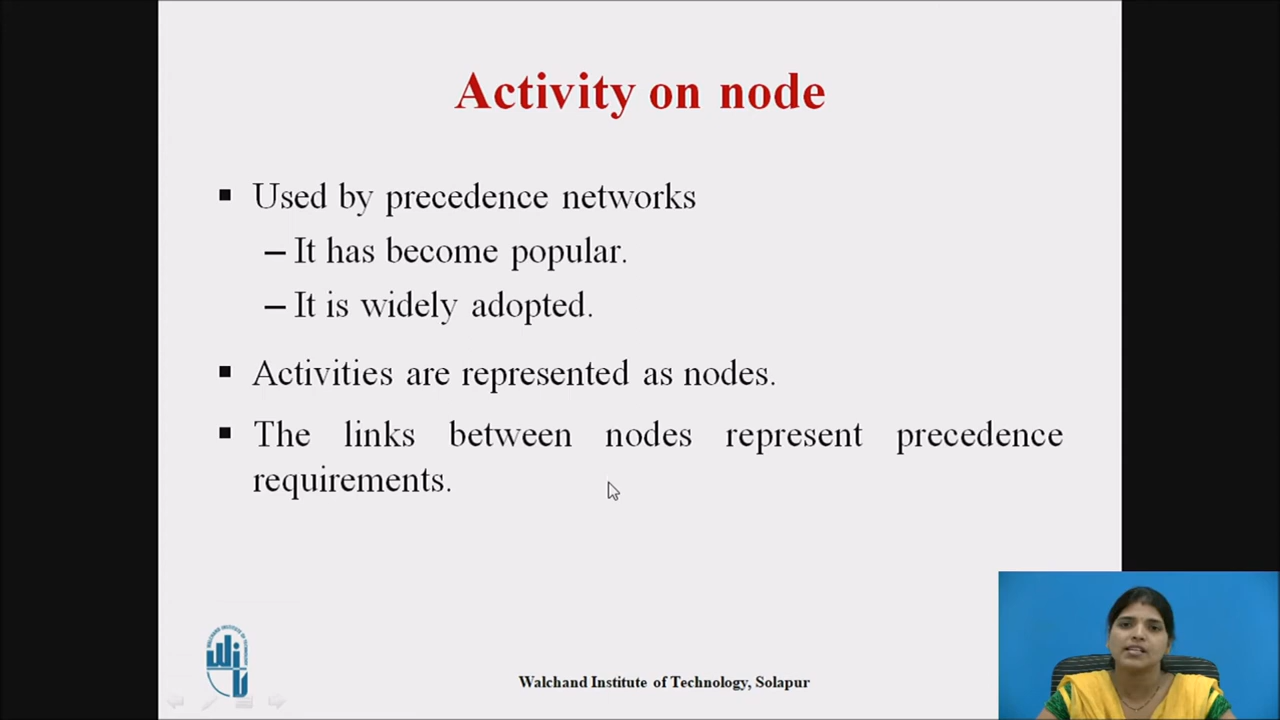 Activity on node
▪ Used by precedence networks
– It has become popular.
– It is widely adopted.
▪ Activities are represented as nodes.
▪ The links between nodes represent precedence
requirements.
Walchand Institute of Technology, Solapur